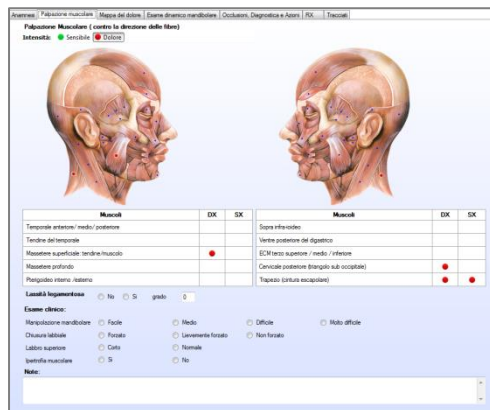 Anamnesi Palpazione muscolare Mappa del dolore Esame dinamico mandibolare Occlusioni, Diagnostica e Azioni RX Tracciati
Palpazione Muscolare ( contro la direzione delle fibre)
Intensità: Sensibile Dolore
Muscoli DX SX
Temporale anteriore/ medio/ posteriore
Tendine del temporale
Massetere superficiale: tendine/muscolo
Massetere profondo
Pterigoideo interno /esterno
Muscoli DX SX
Sopra infraioidei
Ventre posteriore del digastrico
ECM terzo superiore / medio / inferiore
Cervicale posteriore (triangolo sub occipitale)
Trapezio (cintura escapolare)
Lassità legamentosa No Si grado 0
Esame clinico:
Manipolazione mandibolare Facile Medio Difficile Molto difficile
Chiusura labbiale Forzato Lievemente forzato Non forzato
Labbro superiore Corto Normale
Ipertrofia muscolare Si No
Note: